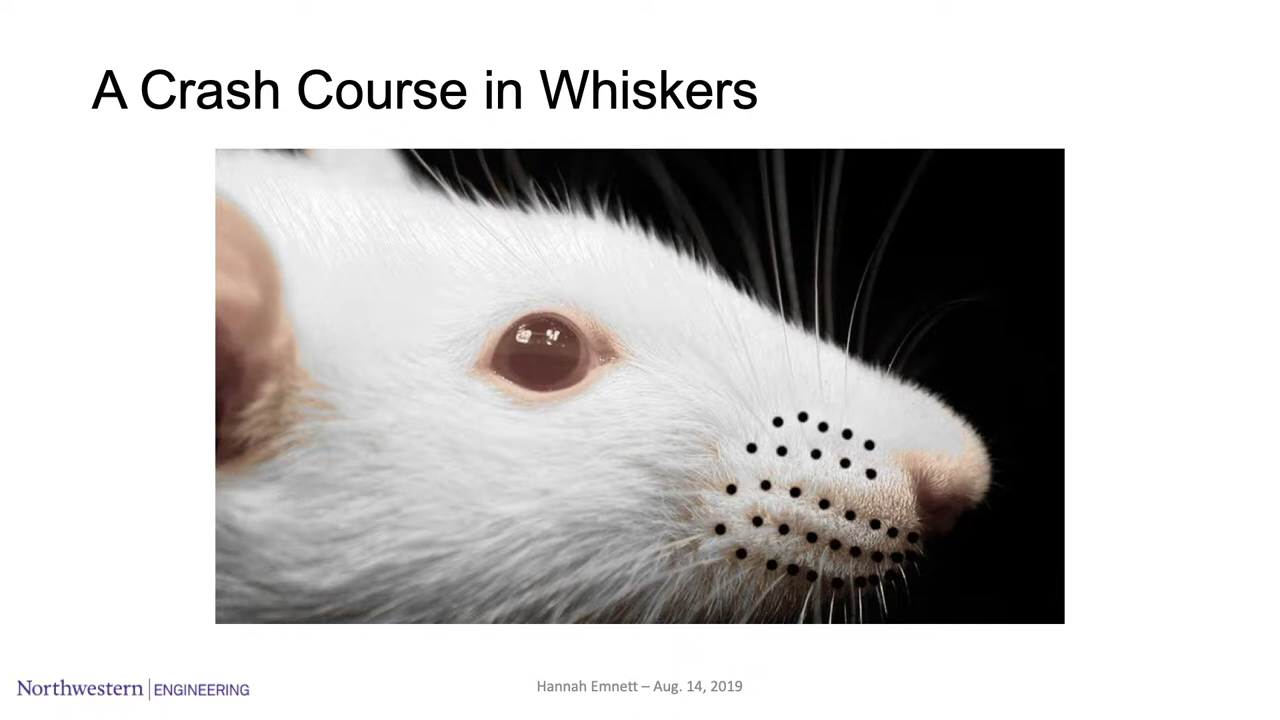 A Crash Course in Whiskers
Northwestern | ENGINEERING
Hannah Emnett – Aug. 14, 2019